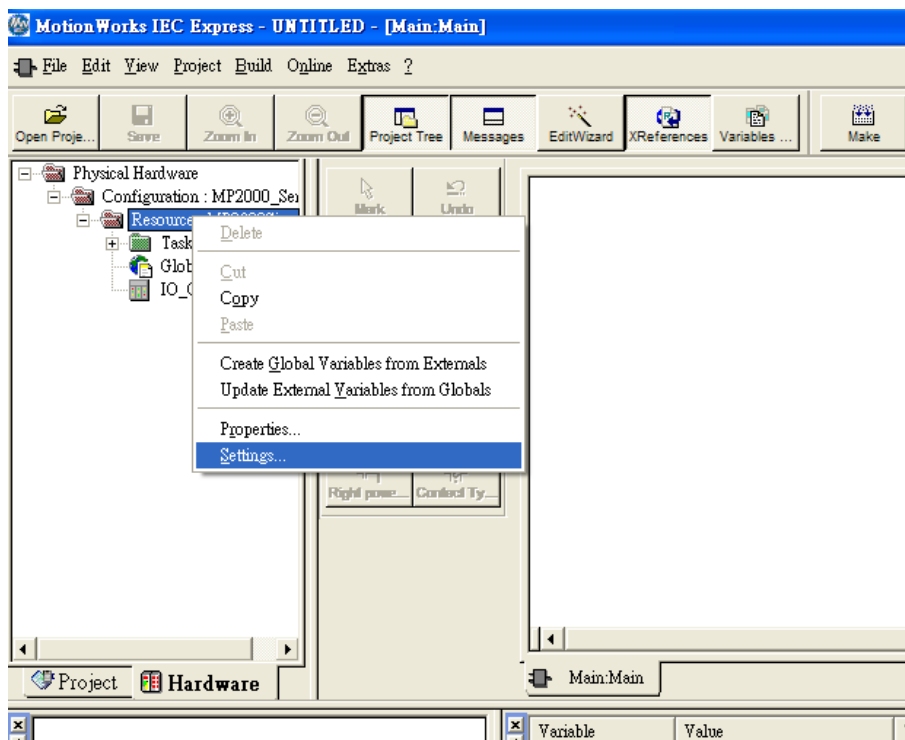 MotionWorks IEC Express - UNTITLED - [Main:Main]
File Edit View Project Build Online Extras ?
Open Proje... Save Zoom In Zoom Out Project Tree Messages EditWizard XReferences Variables ... Make
Physical Hardware
Configuration : MP2000_Ser
Resource
Task
Glob
IO_
Mark Undo
Delete
Cut
Copy
Paste
Create Global Variables from Externals
Update External Variables from Globals
Properties...
Settings...
Right powe... Contact Ty...
Project Hardware
Main:Main
Variable Value